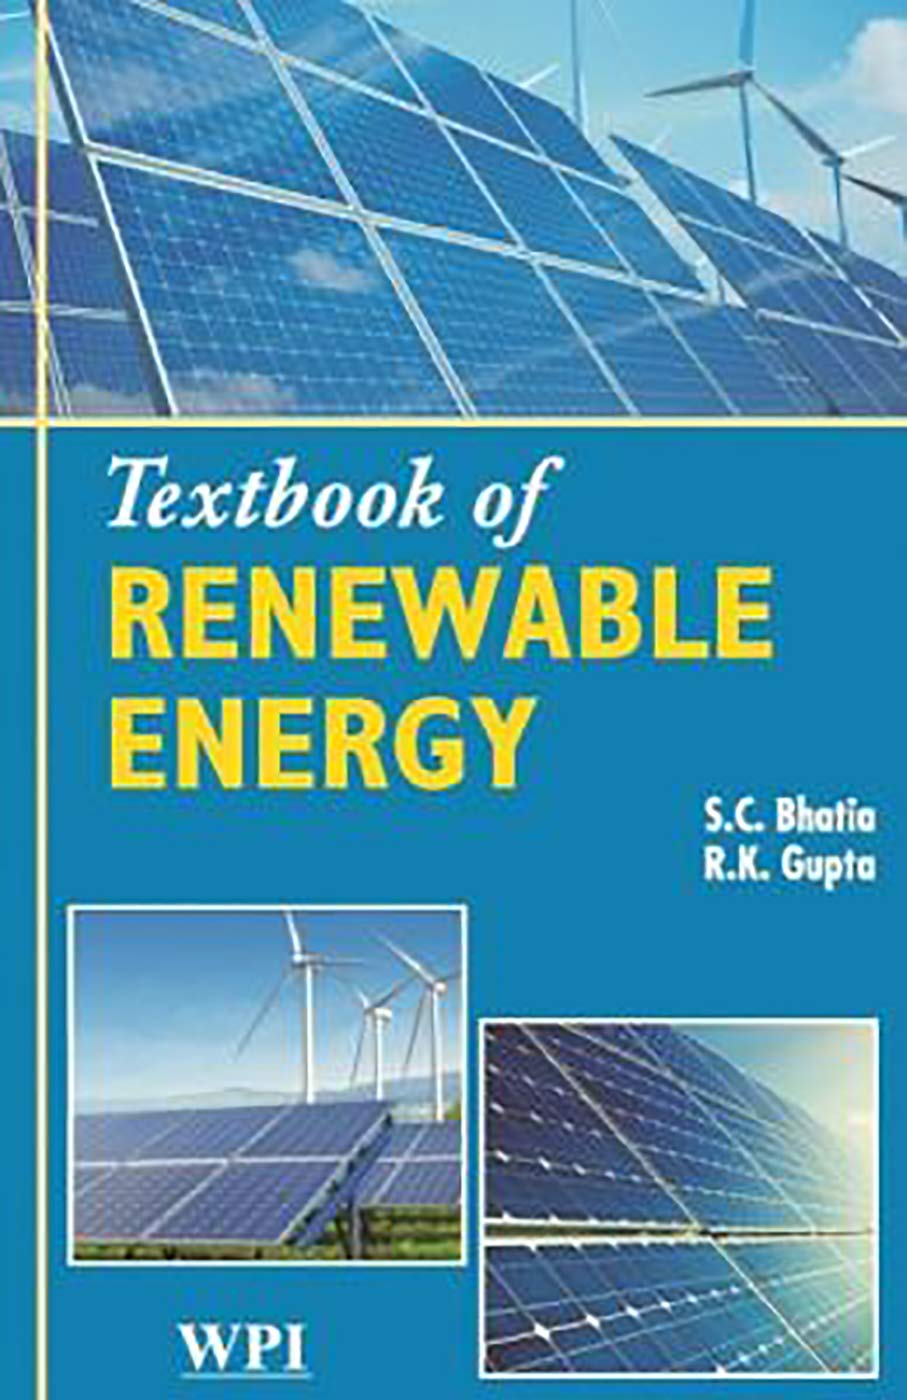 Textbook of
RENEWABLE
ENERGY
S.C. Bhatia
R.K. Gupta
WPI